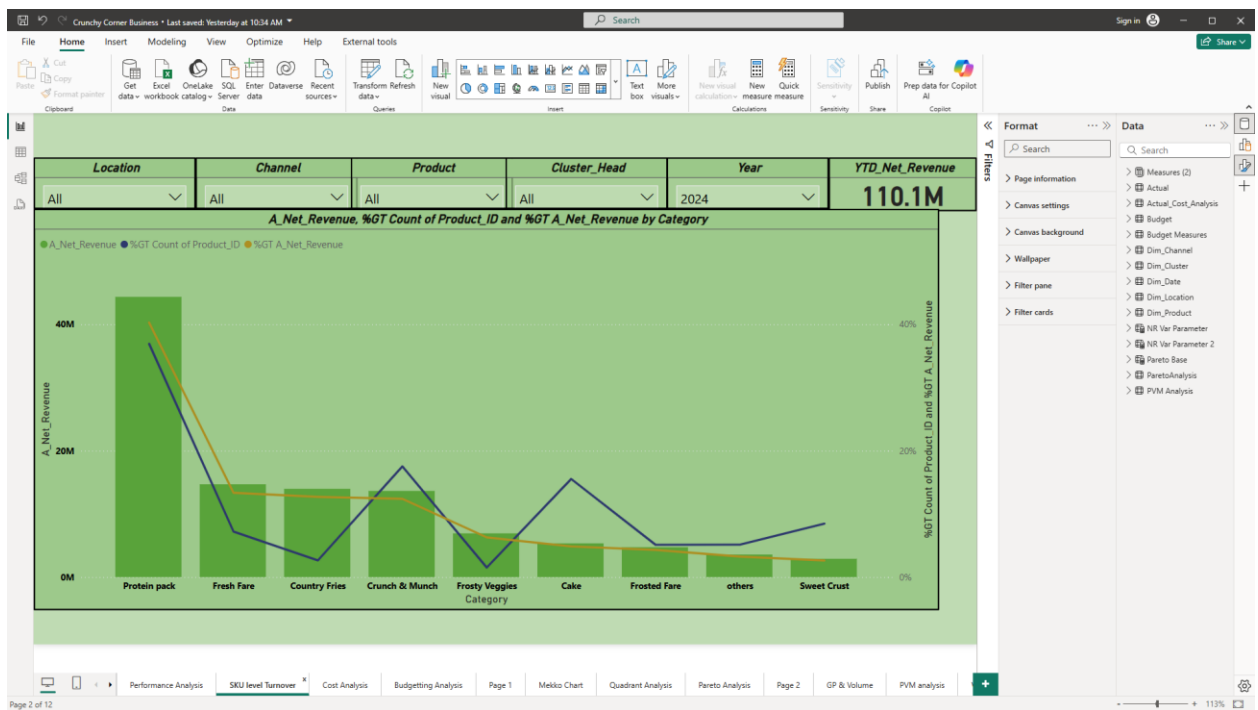 Crunchy Corner Business • Last saved: Yesterday at 10:34 AM
Search
Sign in
File Home Insert Modeling View Optimize Help External tools
Share
Paste
Cut
Copy
Format painter
Clipboard
Get data
Excel workbook
OneLake catalog
SQL Server
Enter data
Dataverse
Recent sources
Data
Transform data
Refresh
Queries
New visual
Text box
More visuals
Insert
New visual calculation
New measure
Quick measure
Calculations
Sensitivity
Sensitivity
Publish
Share
Prep data for AI
Copilot
Copilot
Location Channel Product Cluster_Head Year YTD_Net_Revenue
All All All All 2024 110.1M
A_Net_Revenue, %GT Count of Product_ID and %GT A_Net_Revenue by Category
A_Net_Revenue %GT Count of Product_ID %GT A_Net_Revenue
A_Net_Revenue
40M
20M
0M
40%
20%
0%
%GT Count of Product_ID and %GT A_Net_Revenue
Protein pack Fresh Fare Country Fries Crunch & Munch Frosty Veggies Cake Frosted Fare others Sweet Crust
Category
Filters
Format
Search
Page information
Canvas settings
Canvas background
Wallpaper
Filter pane
Filter cards
Data
Search
Measures (2)
Actual
Actual_Cost_Analysis
Budget
Budget Measures
Dim_Channel
Dim_Cluster
Dim_Date
Dim_Location
Dim_Product
NR Var Parameter
NR Var Parameter 2
Pareto Base
ParetoAnalysis
PVM Analysis
Performance Analysis SKU level Turnover x Cost Analysis Budgetting Analysis Page 1 Mekko Chart Quadrant Analysis Pareto Analysis Page 2 GP & Volume PVM analysis +
Page 2 of 12
- + 113%